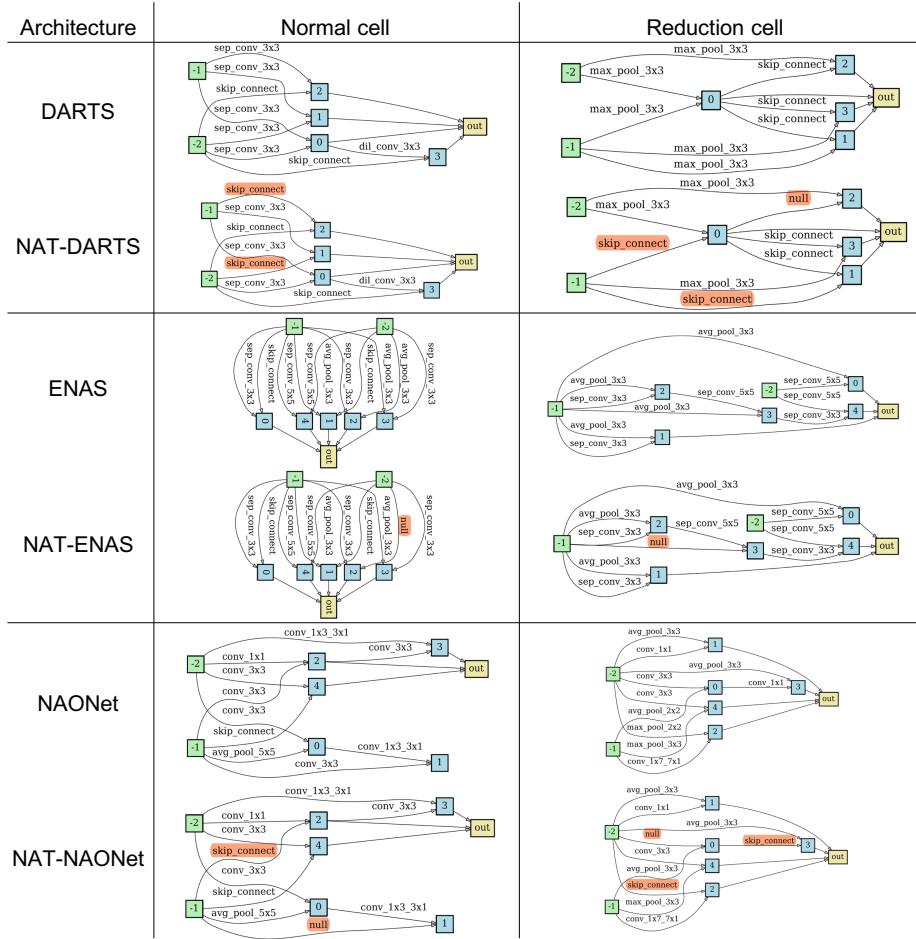 Architecture Normal cell Reduction cell
DARTS
sep_conv_3x3
-1
sep_conv_3x3
skip_connect
2
sep_conv_3x3
1
out
-2
sep_conv_3x3
0
dil_conv_3x3
skip_connect
3
max_pool_3x3
-2
max_pool_3x3
skip_connect
2
0
skip_connect
out
max_pool_3x3
3
skip_connect
-1
max_pool_3x3
1
max_pool_3x3
NAT-DARTS
skip_connect
-1
sep_conv_3x3
skip_connect
2
sep_conv_3x3
1
out
skip_connect
-2
sep_conv_3x3
0
dil_conv_3x3
skip_connect
3
max_pool_3x3
-2
max_pool_3x3
null
2
0
out
skip_connect
skip_connect
3
skip_connect
-1
max_pool_3x3
1
skip_connect
ENAS
-1 -2
sep_conv_3x3
skip_connect
sep_conv_5x5
sep_conv_5x5
avg_pool_3x3
sep_conv_3x3
skip_connect
avg_pool_3x3
avg_pool_3x3
sep_conv_3x3
0 4 1 2 3
out
avg_pool_3x3
avg_pool_3x3
2
-2
sep_conv_5x5
0
sep_conv_3x3
sep_conv_5x5
sep_conv_5x5
-1
avg_pool_3x3
3
sep_conv_3x3
4
out
avg_pool_3x3
1
sep_conv_3x3
NAT-ENAS
-1 -2
sep_conv_3x3
skip_connect
sep_conv_5x5
sep_conv_5x5
avg_pool_3x3
sep_conv_3x3
skip_connect
avg_pool_3x3
null
sep_conv_3x3
0 4 1 2 3
out
avg_pool_3x3
avg_pool_3x3
2
-2
sep_conv_5x5
0
sep_conv_3x3
sep_conv_5x5
sep_conv_5x5
-1
null
3
sep_conv_3x3
4
out
avg_pool_3x3
1
sep_conv_3x3
NAONet
conv_1x3_3x1
3
-2
conv_1x1
2
conv_3x3
out
conv_3x3
4
conv_3x3
conv_3x3
skip_connect
-1
avg_pool_5x5
0
conv_1x3_3x1
conv_3x3
1
avg_pool_3x3
conv_1x1
1
-2
avg_pool_3x3
conv_3x3
0
conv_1x1
3
out
conv_3x3
avg_pool_2x2
4
max_pool_2x2
2
-1
max_pool_3x3
conv_1x7_7x1
NAT-NAONet
conv_1x3_3x1
3
-2
conv_1x1
2
conv_3x3
out
conv_3x3
skip_connect
4
conv_3x3
skip_connect
-1
avg_pool_5x5
0
conv_1x3_3x1
null
1
avg_pool_3x3
conv_1x1
1
-2
null
avg_pool_3x3
0
skip_connect
3
out
conv_3x3
avg_pool_3x3
4
skip_connect
2
-1
max_pool_3x3
conv_1x7_7x1